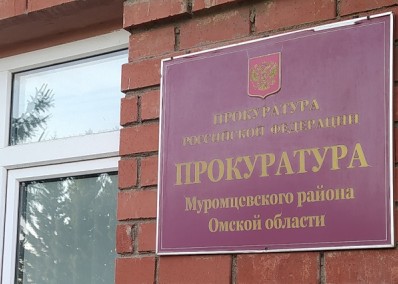 ПРОКУРАТУРА
РОССИЙСКОЙ ФЕДЕРАЦИИ
ПРОКУРАТУРА
Муромцевского района
Омской области